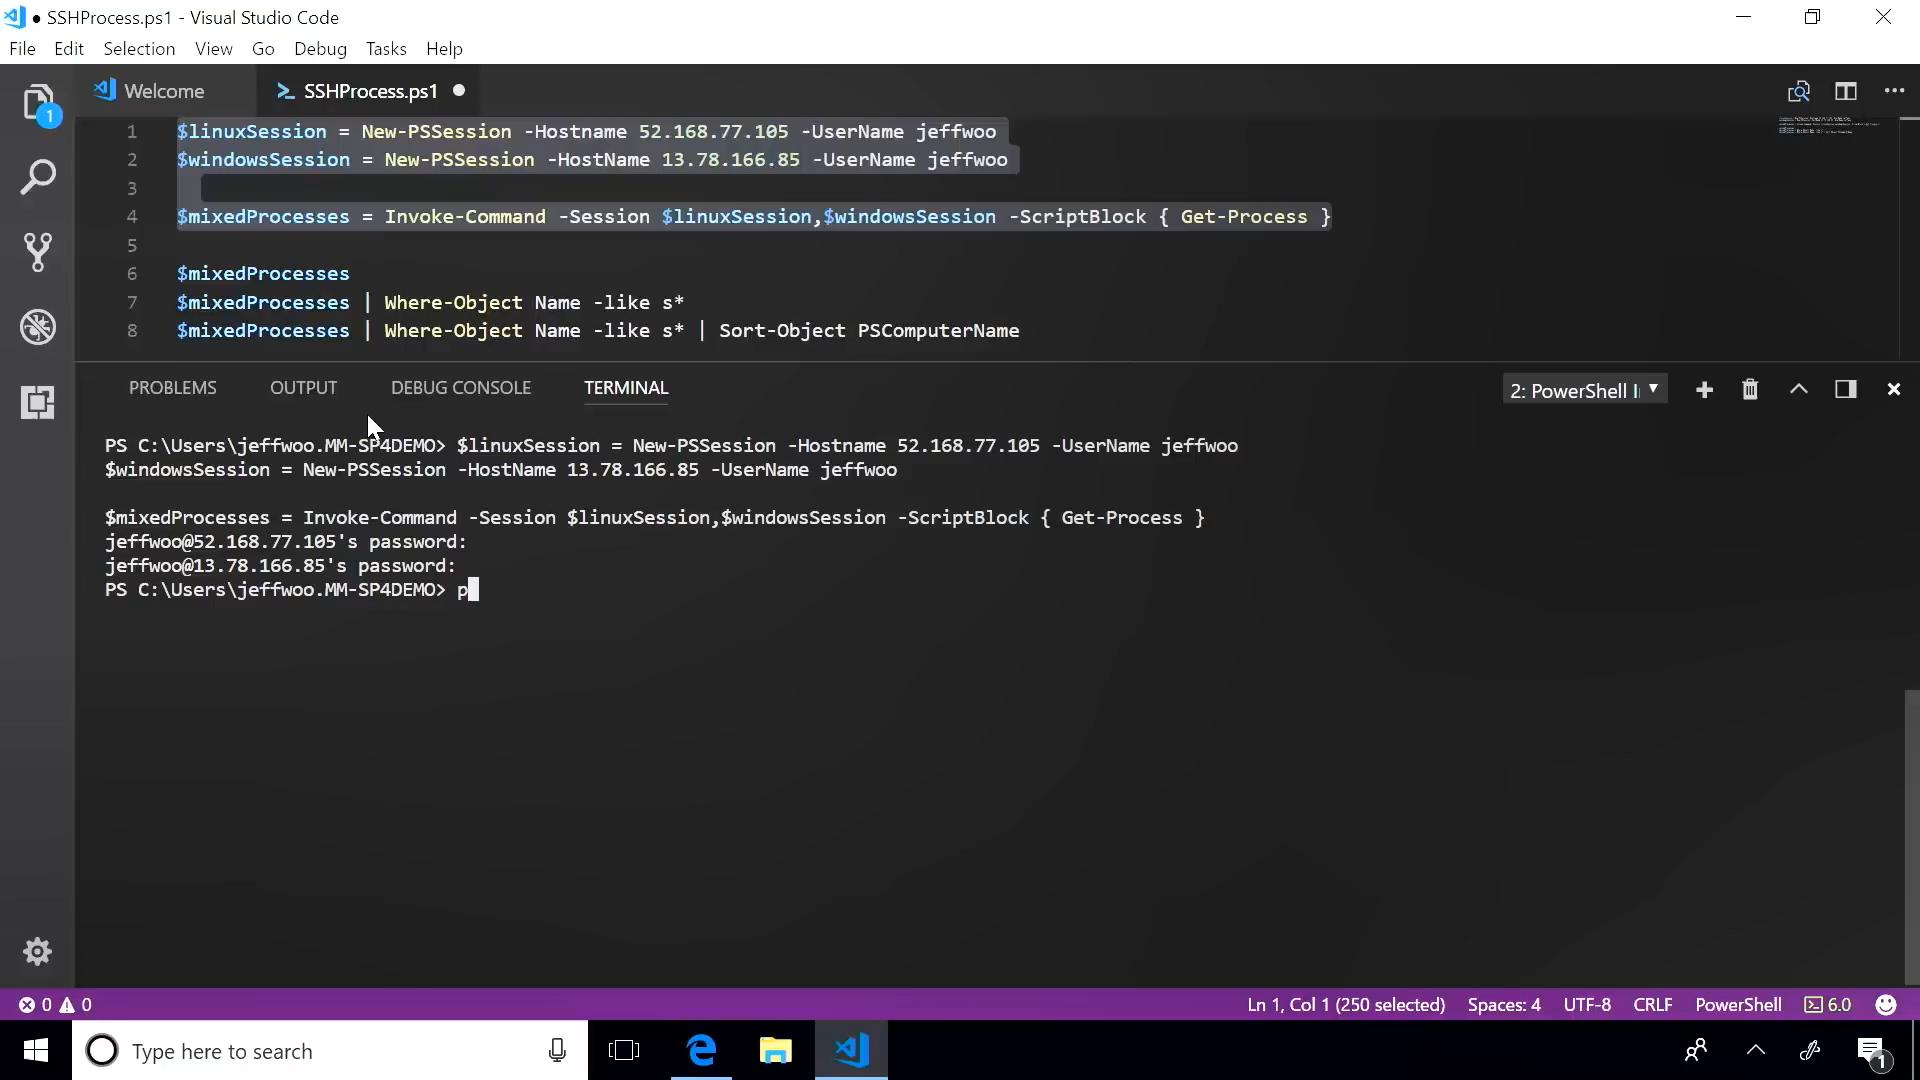 ● SSHProcess.ps1 - Visual Studio Code
File Edit Selection View Go Debug Tasks Help
1
Welcome
SSHProcess.ps1 ●
1 $linuxSession = New-PSSession -Hostname 52.168.77.105 -UserName jeffwoo
2 $windowsSession = New-PSSession -HostName 13.78.166.85 -UserName jeffwoo
3
4 $mixedProcesses = Invoke-Command -Session $linuxSession,$windowsSession -ScriptBlock { Get-Process }
5
6 $mixedProcesses
7 $mixedProcesses | Where-Object Name -like s*
8 $mixedProcesses | Where-Object Name -like s* | Sort-Object PSComputerName
PROBLEMS OUTPUT DEBUG CONSOLE TERMINAL
2: PowerShell I
PS C:\Users\jeffwoo.MM-SP4DEMO> $linuxSession = New-PSSession -Hostname 52.168.77.105 -UserName jeffwoo
$windowsSession = New-PSSession -HostName 13.78.166.85 -UserName jeffwoo
$mixedProcesses = Invoke-Command -Session $linuxSession,$windowsSession -ScriptBlock { Get-Process }
jeffwoo@52.168.77.105's password:
jeffwoo@13.78.166.85's password:
PS C:\Users\jeffwoo.MM-SP4DEMO> p
0 0
Ln 1, Col 1 (250 selected) Spaces: 4 UTF-8 CRLF PowerShell 6.0
Type here to search
1